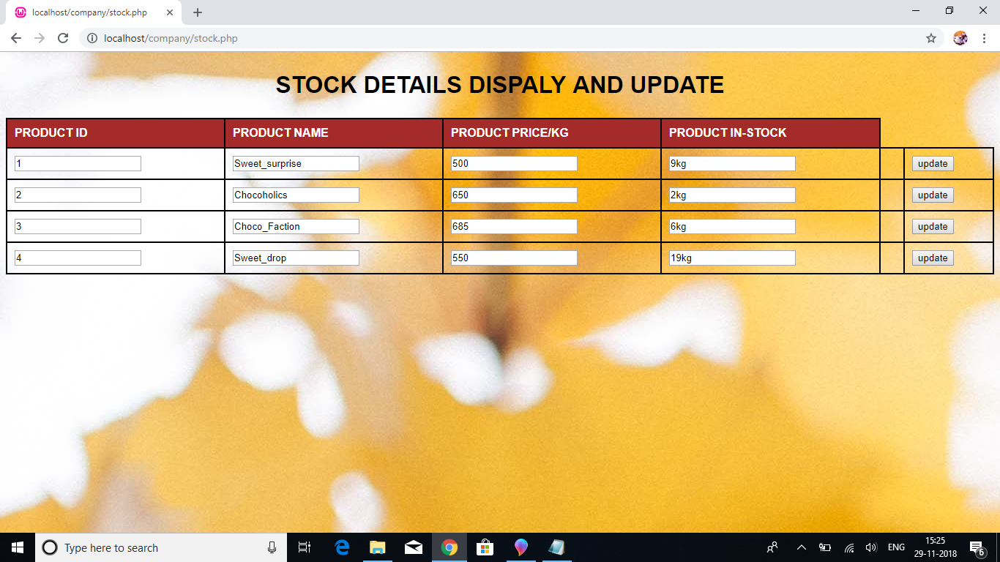 localhost/company/stock.php
localhost/company/stock.php
STOCK DETAILS DISPALY AND UPDATE
PRODUCT ID PRODUCT NAME PRODUCT PRICE/KG PRODUCT IN-STOCK
1 Sweet_surprise 500 9kg update
2 Chocoholics 650 2kg update
3 Choco_Faction 685 6kg update
4 Sweet_drop 550 19kg update
Type here to search
ENG
15:25
29-11-2018
6